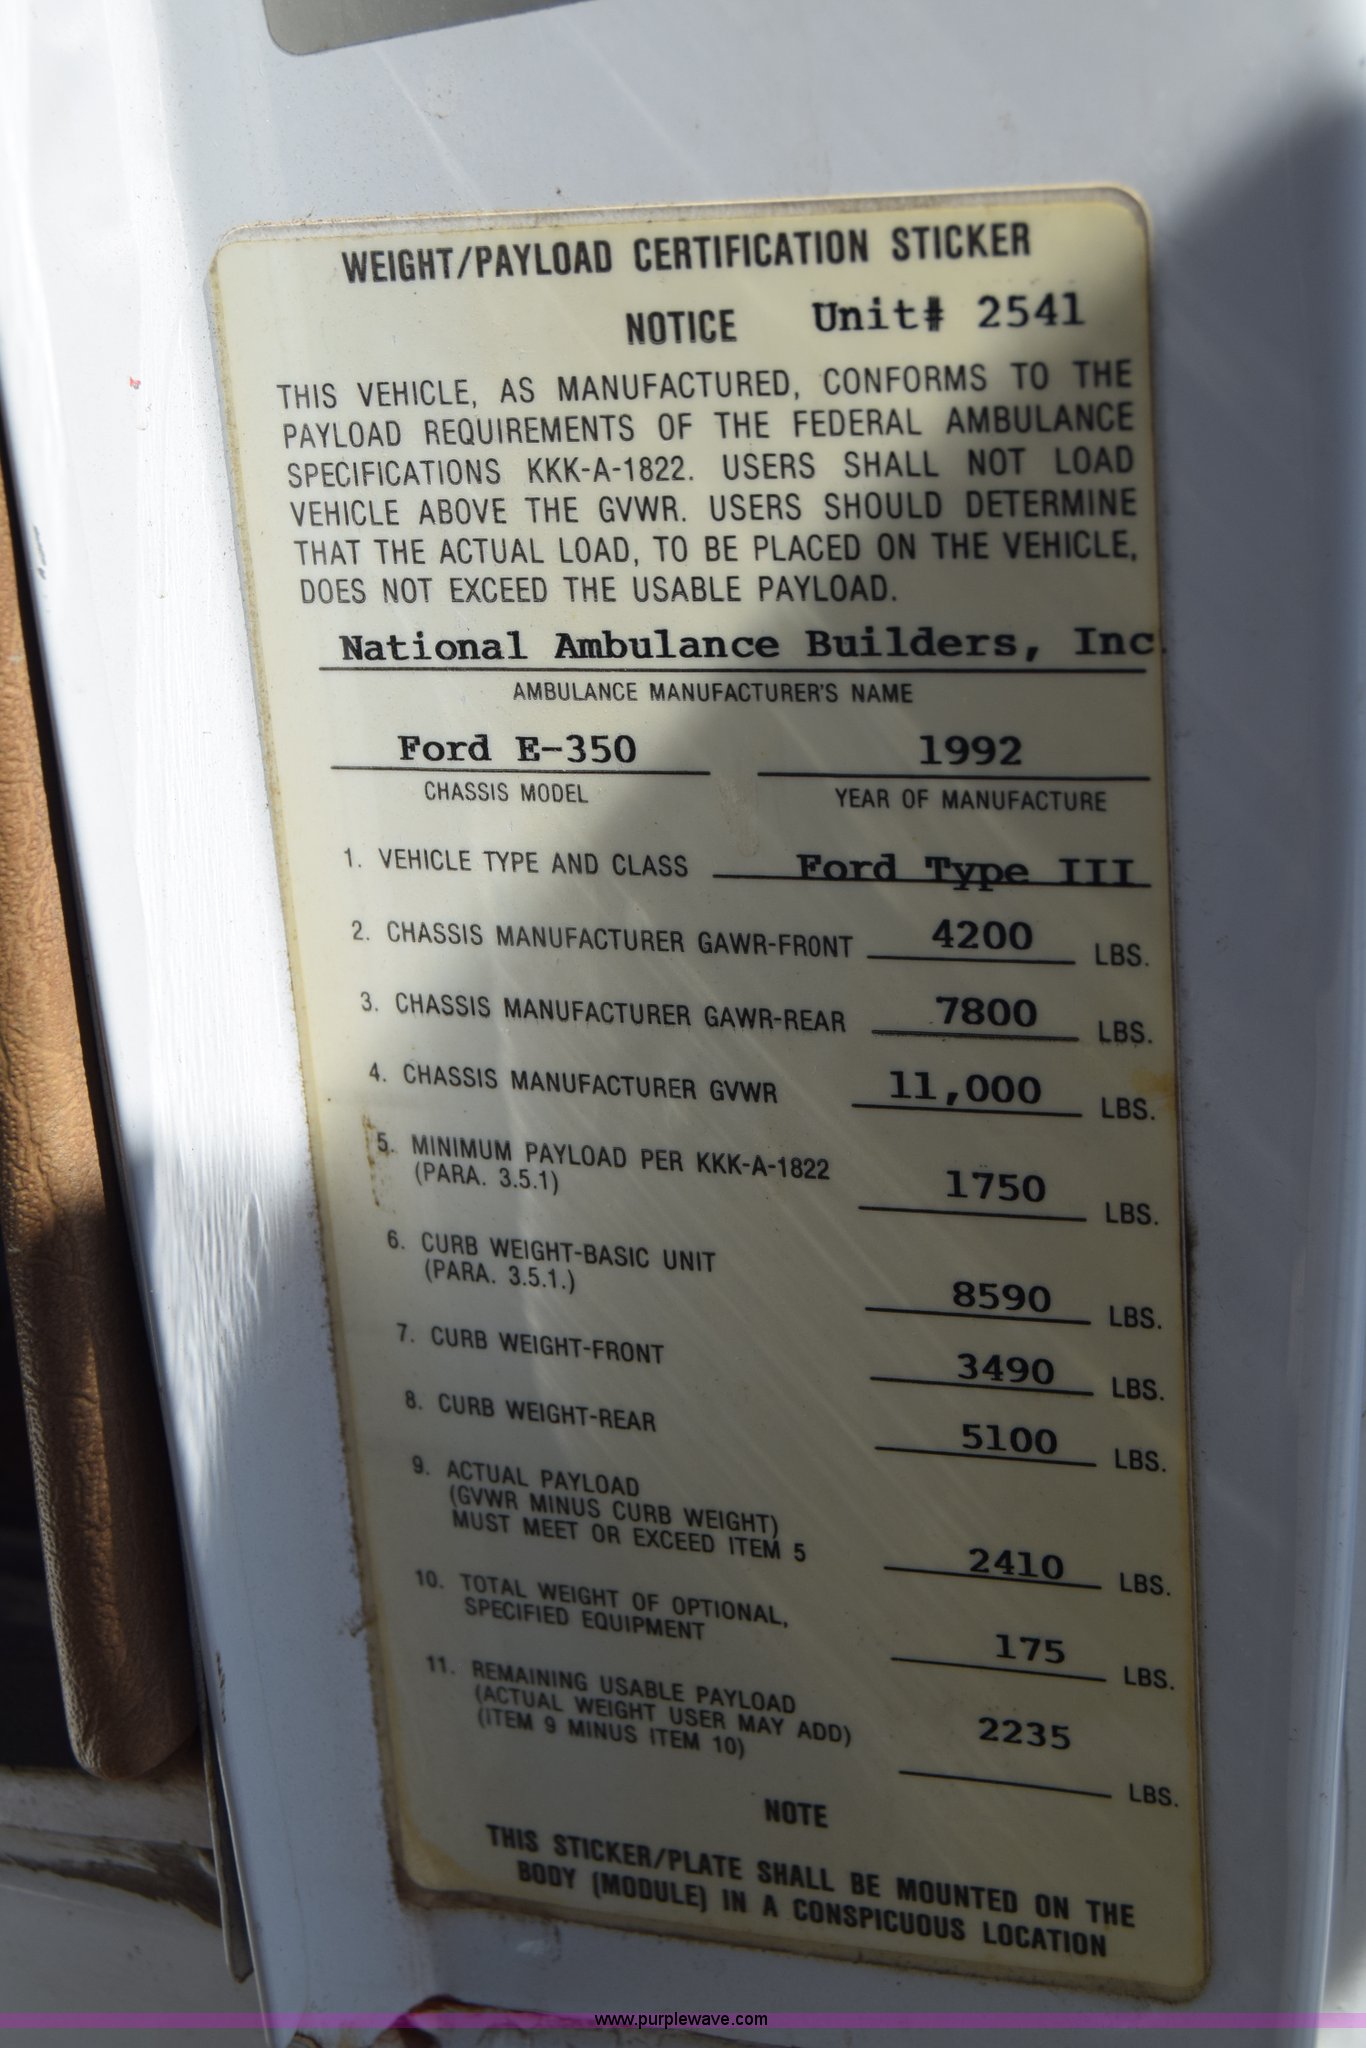 WEIGHT/PAYLOAD CERTIFICATION STICKER
NOTICE Unit# 2541
THIS VEHICLE, AS MANUFACTURED, CONFORMS TO THE
PAYLOAD REQUIREMENTS OF THE FEDERAL AMBULANCE
SPECIFICATIONS KKK-A-1822. USERS SHALL NOT LOAD
VEHICLE ABOVE THE GVWR. USERS SHOULD DETERMINE
THAT THE ACTUAL LOAD, TO BE PLACED ON THE VEHICLE,
DOES NOT EXCEED THE USABLE PAYLOAD.
National Ambulance Builders, Inc.
AMBULANCE MANUFACTURER'S NAME
Ford E-350 1992
CHASSIS MODEL YEAR OF MANUFACTURE
1. VEHICLE TYPE AND CLASS Ford Type III
2. CHASSIS MANUFACTURER GAWR-FRONT 4200 LBS.
3. CHASSIS MANUFACTURER GAWR-REAR 7800 LBS.
4. CHASSIS MANUFACTURER GVWR 11,000 LBS.
5. MINIMUM PAYLOAD PER KKK-A-1822
(PARA. 3.5.1) 1750 LBS.
6. CURB WEIGHT-BASIC UNIT
(PARA. 3.5.1.) 8590 LBS.
7. CURB WEIGHT-FRONT 3490 LBS.
8. CURB WEIGHT-REAR 5100 LBS.
9. ACTUAL PAYLOAD
(GVWR MINUS CURB WEIGHT)
MUST MEET OR EXCEED ITEM 5 2410 LBS.
10. TOTAL WEIGHT OF OPTIONAL,
SPECIFIED EQUIPMENT 175 LBS.
11. REMAINING USABLE PAYLOAD
(ACTUAL WEIGHT USER MAY ADD)
(ITEM 9 MINUS ITEM 10) 2235 LBS.
NOTE
THIS STICKER/PLATE SHALL BE MOUNTED ON THE
BODY (MODULE) IN A CONSPICUOUS LOCATION
www.purplewave.com